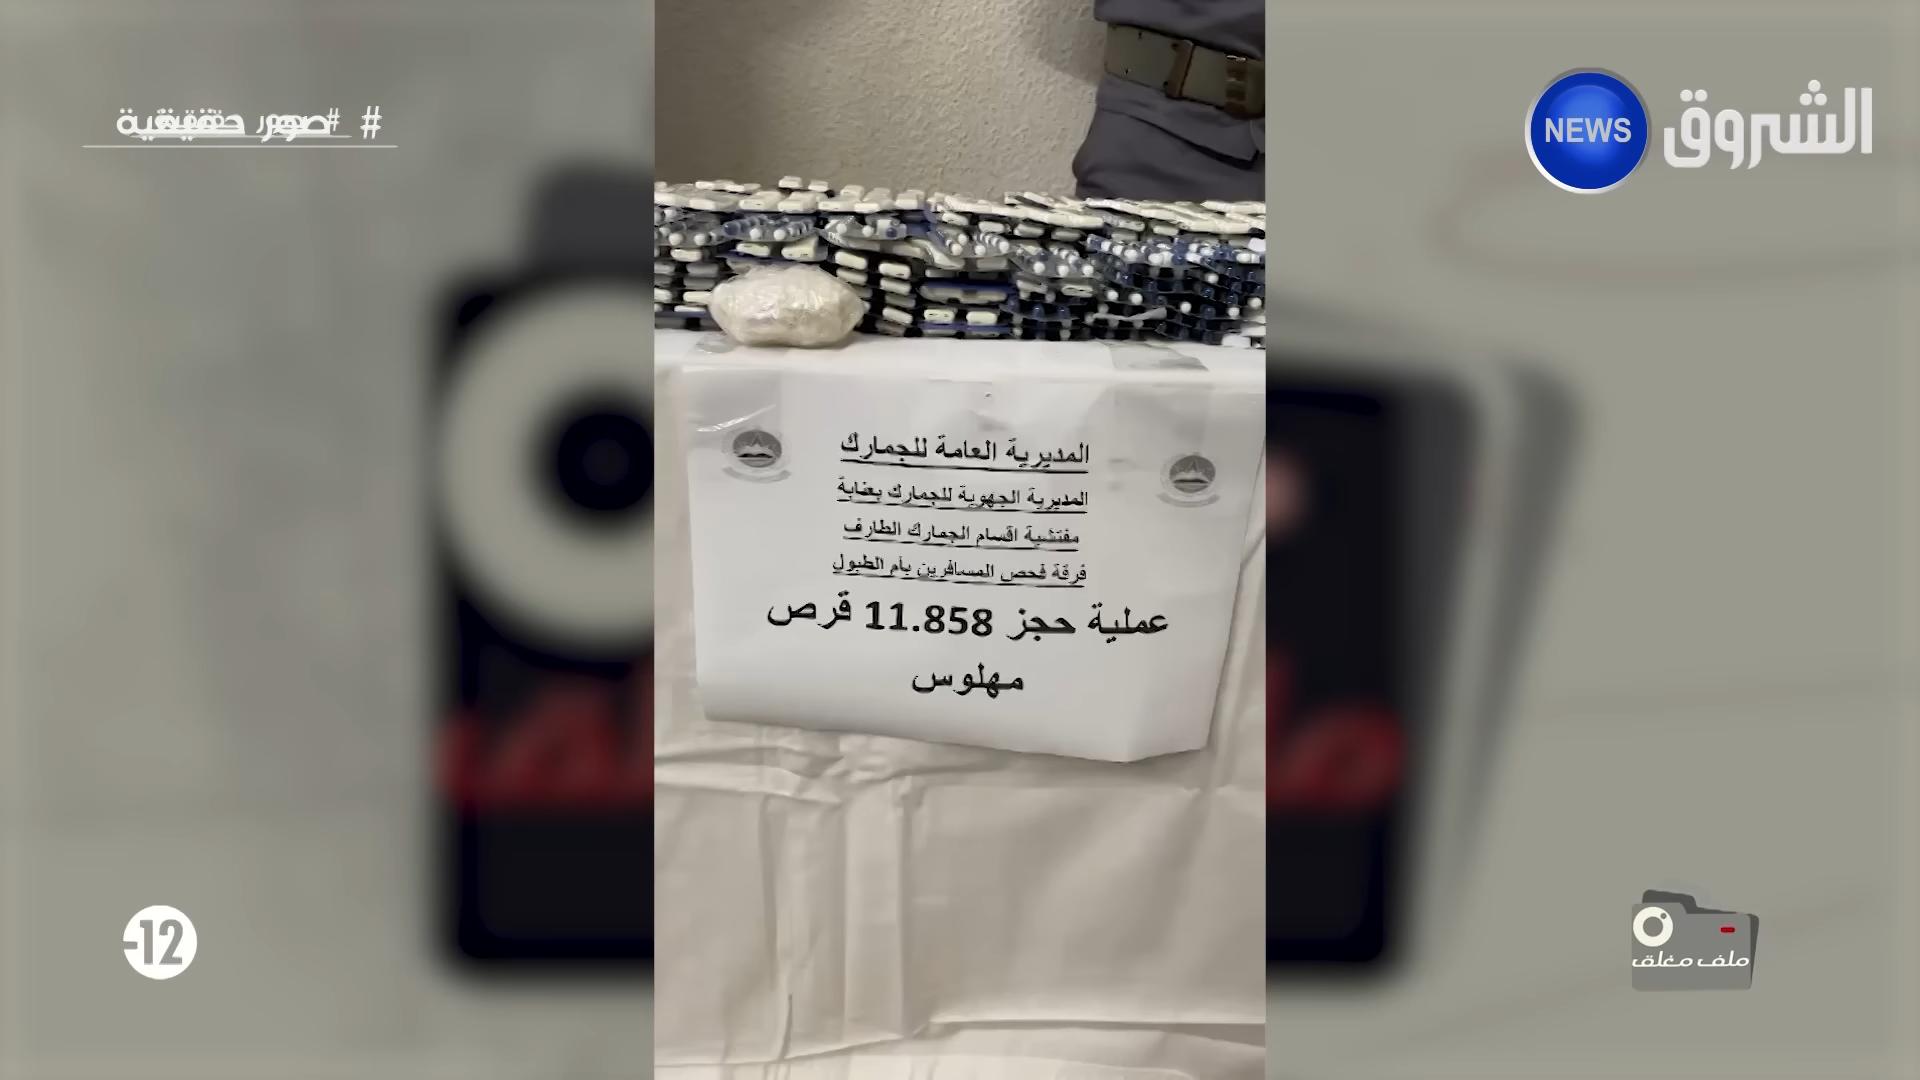 # صور حقيقية
NEWS الشروق
المديرية العامة للجمارك
المديرية الجهوية للجمارك بعنابة
مفتشية اقسام الجمارك الطارف
فرقة فحص المسافرين بأم الطبول
عملية حجز 11.858 قرص
مهلوس
-12
ملف مغلق